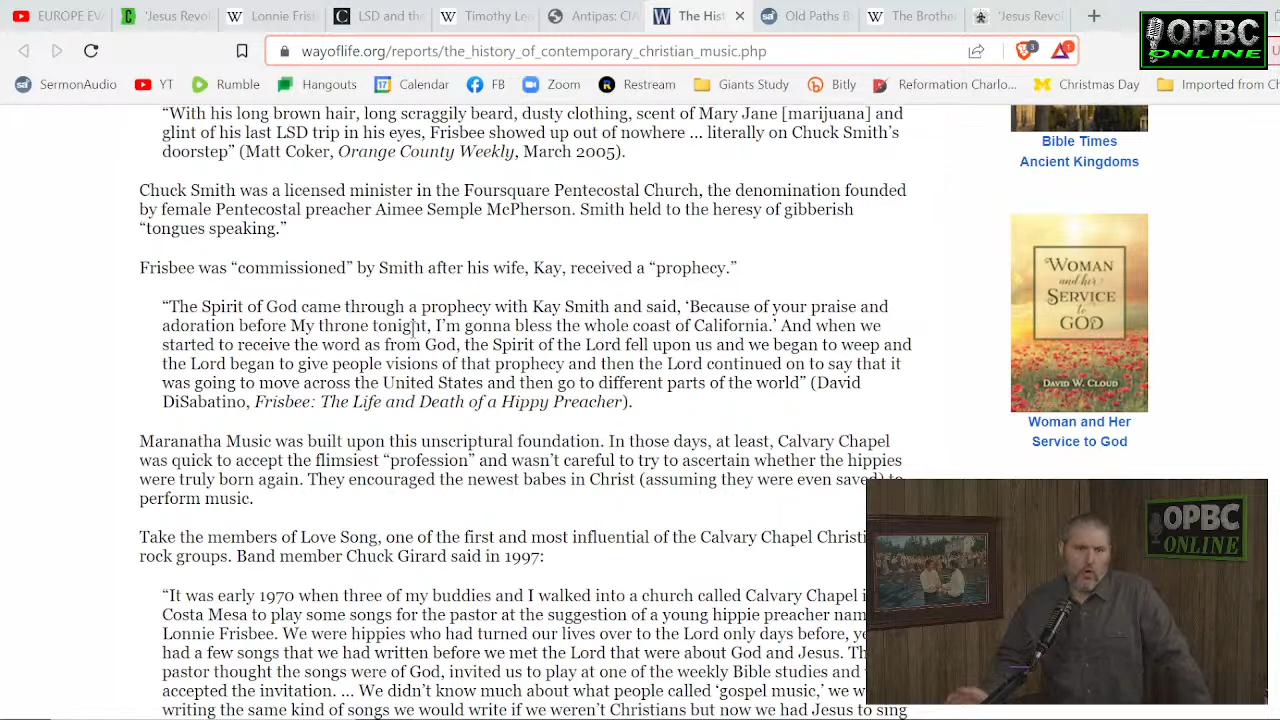 EUROPE EV
'Jesus Revol
Lonnie Frisb
LSD and the
Antipas: CIA
The Hist
Old Paths B
The Brother
'Jesus Revol
OPBC
ONLINE
wayoflife.org/reports/the_history_of_contemporary_christian_music.php
3
1
SermonAudio
YT
Rumble
Hangouts
17
Calendar
FB
Zoom
Restream
Giants Study
Bitly
Reformation Charlo...
Christmas Day
Imported from C
“With his long brown hair, long scraggily beard, dusty clothing, scent of Mary Jane [marijuana] and
glint of his last LSD trip in his eyes, Frisbee showed up out of nowhere ... literally on Chuck Smith’s
doorstep” (Matt Coker, Orange County Weekly, March 2005).
Chuck Smith was a licensed minister in the Foursquare Pentecostal Church, the denomination founded
by female Pentecostal preacher Aimee Semple McPherson. Smith held to the heresy of gibberish
“tongues speaking.”
Frisbee was “commissioned” by Smith after his wife, Kay, received a “prophecy.”
“The Spirit of God came through prophecy with Kay Smith and said, ‘Because of your praise and
adoration before My throne tonight, I’m gonna bless the whole coast of California.’ And when we
started to receive the word as from God, the Spirit of the Lord fell upon us and we began to weep and
the Lord began to give people visions of that prophecy and then the Lord continued on to say that it
was going to move across the United States and then go to different parts of the world” (David
DiSabatino, Frisbee: The Life and Death of a Hippy Preacher).
Maranatha Music was built upon this unscriptural foundation. In those days, at least, Calvary Chapel
was quick to accept the flimsiest “profession” and wasn’t careful to try to ascertain whether the hippies
were truly born again. They encouraged the newest babes in Christ (assuming they were even saved) to
perform music.
Take the members of Love Song, one of the first and most influential of the Calvary Chapel Christi
rock groups. Band member Chuck Girard said in 1997:
“It was early 1970 when three of my buddies and I walked into a church called Calvary Chapel i
Costa Mesa to play some songs for the pastor at the suggestion of a young hippie preacher nam
Lonnie Frisbee. We were hippies who had turned our lives over to the Lord only days before, ye
had a few songs that we had written before we met the Lord that were about God and Jesus. Th
pastor thought the songs were of God, invited us to play at one of the weekly Bible studies and
accepted the invitation. ... We didn’t know much about what people called ‘gospel music,’ we w
writing the same kind of songs we would write if we weren’t Christians but now we had Jesus to sing
Bible Times
Ancient Kingdoms
WOMAN
and her
SERVICE
to
GOD
DAVID W. CLOUD
Woman and Her
Service to God
OPBC
ONLINE